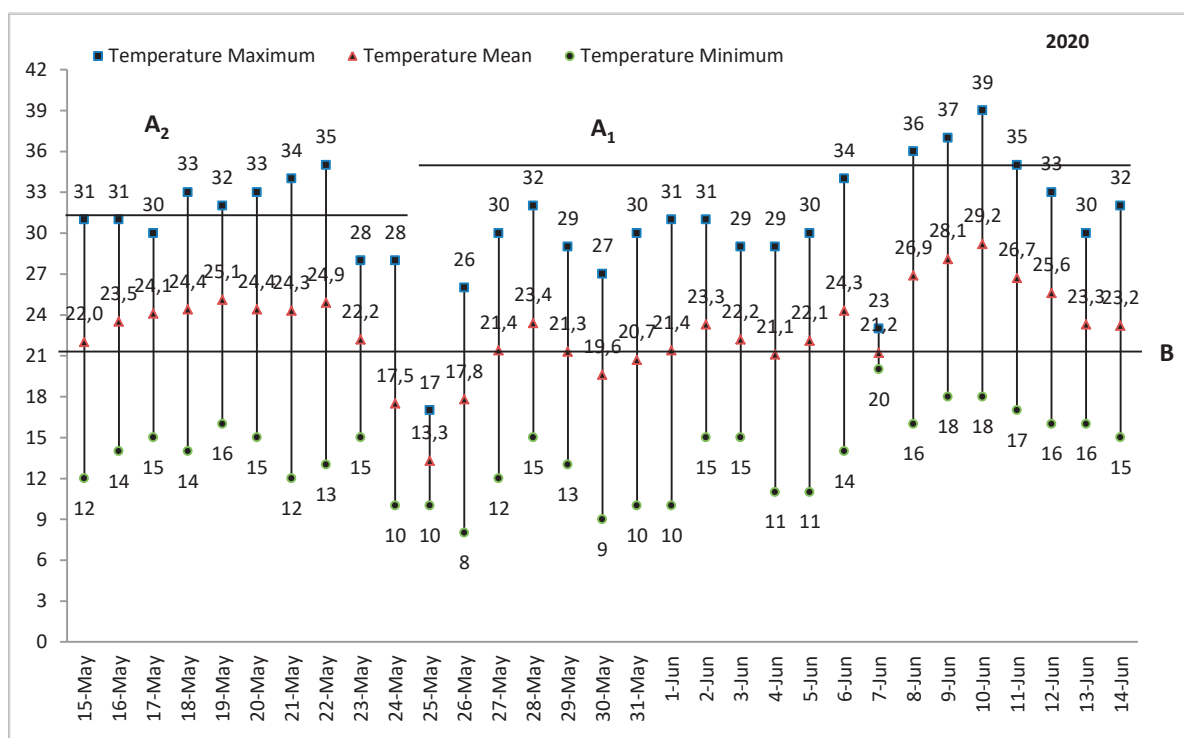 2020
Temperature Maximum Temperature Mean Temperature Minimum
A2 A1
B
42
39
36
33
30
27
24
21
18
15
12
9
6
3
0
31 31 30 33 32 33 34 35 28 28 17 26 30 32 29 27 30 31 31 29 29 30 34 23 36 37 39 35 33 30 32
22,0 23,5 24,1 24,4 25,1 24,4 24,3 24,9 22,2 17,5 13,3 17,8 21,4 23,4 21,3 19,6 20,7 21,4 23,3 22,2 21,1 22,1 24,3 21,2 26,9 28,1 29,2 26,7 25,6 23,3 23,2
12 14 15 14 16 15 12 13 15 10 10 8 12 15 13 9 10 10 15 15 11 11 14 20 16 18 18 17 16 16 15
15-May
16-May
17-May
18-May
19-May
20-May
21-May
22-May
23-May
24-May
25-May
26-May
27-May
28-May
29-May
30-May
31-May
1-Jun
2-Jun
3-Jun
4-Jun
5-Jun
6-Jun
7-Jun
8-Jun
9-Jun
10-Jun
11-Jun
12-Jun
13-Jun
14-Jun